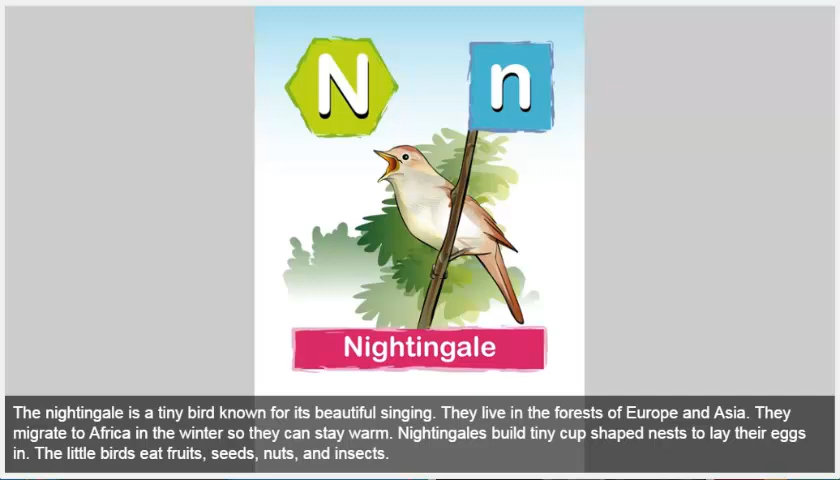 N n
Nightingale
The nightingale is a tiny bird known for its beautiful singing. They live in the forests of Europe and Asia. They
migrate to Africa in the winter so they can stay warm. Nightingales build tiny cup shaped nests to lay their eggs
in. The little birds eat fruits, seeds, nuts, and insects.